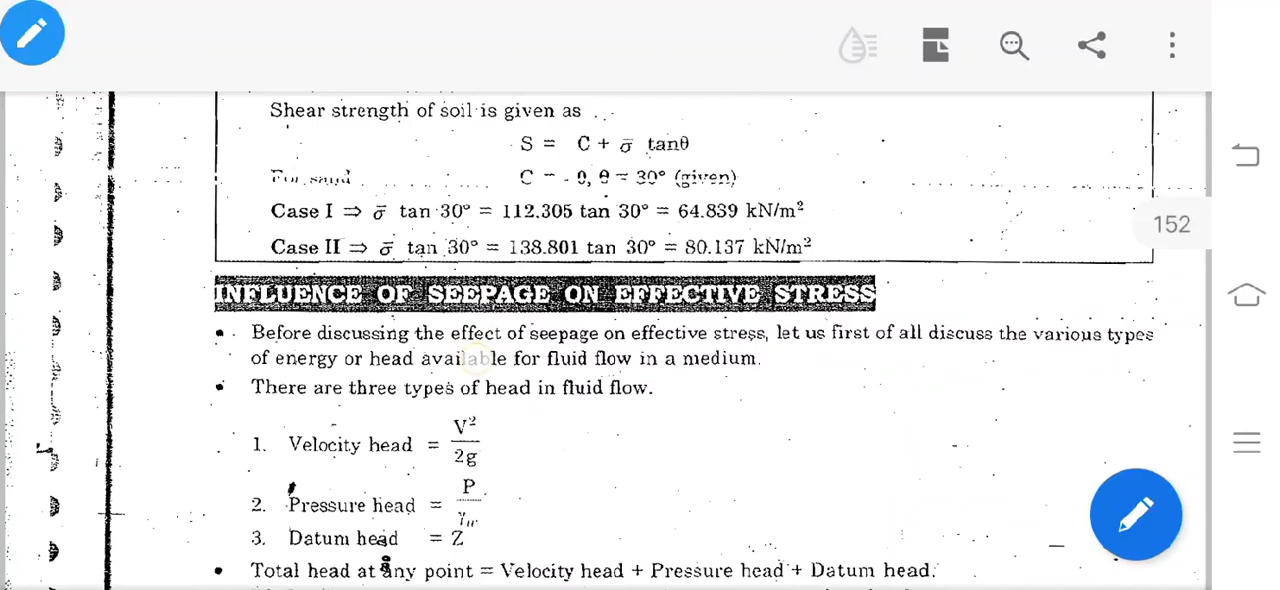 Shear strength of soil is given as
S = C + σ̄ tanθ
For sand C = 0, θ = 30° (given)
Case I ⇒ σ̄ tan 30° = 112.305 tan 30° = 64.839 kN/m²
Case II ⇒ σ̄ tan 30° = 138.801 tan 30° = 80.137 kN/m²
152
INFLUENCE OF SEEPAGE ON EFFECTIVE STRESS
• Before discussing the effect of seepage on effective stress, let us first of all discuss the various types
of energy or head available for fluid flow in a medium.
• There are three types of head in fluid flow.
1. Velocity head = V²/2g
2. Pressure head = P/γw
3. Datum head = Z
• Total head at any point = Velocity head + Pressure head + Datum head.